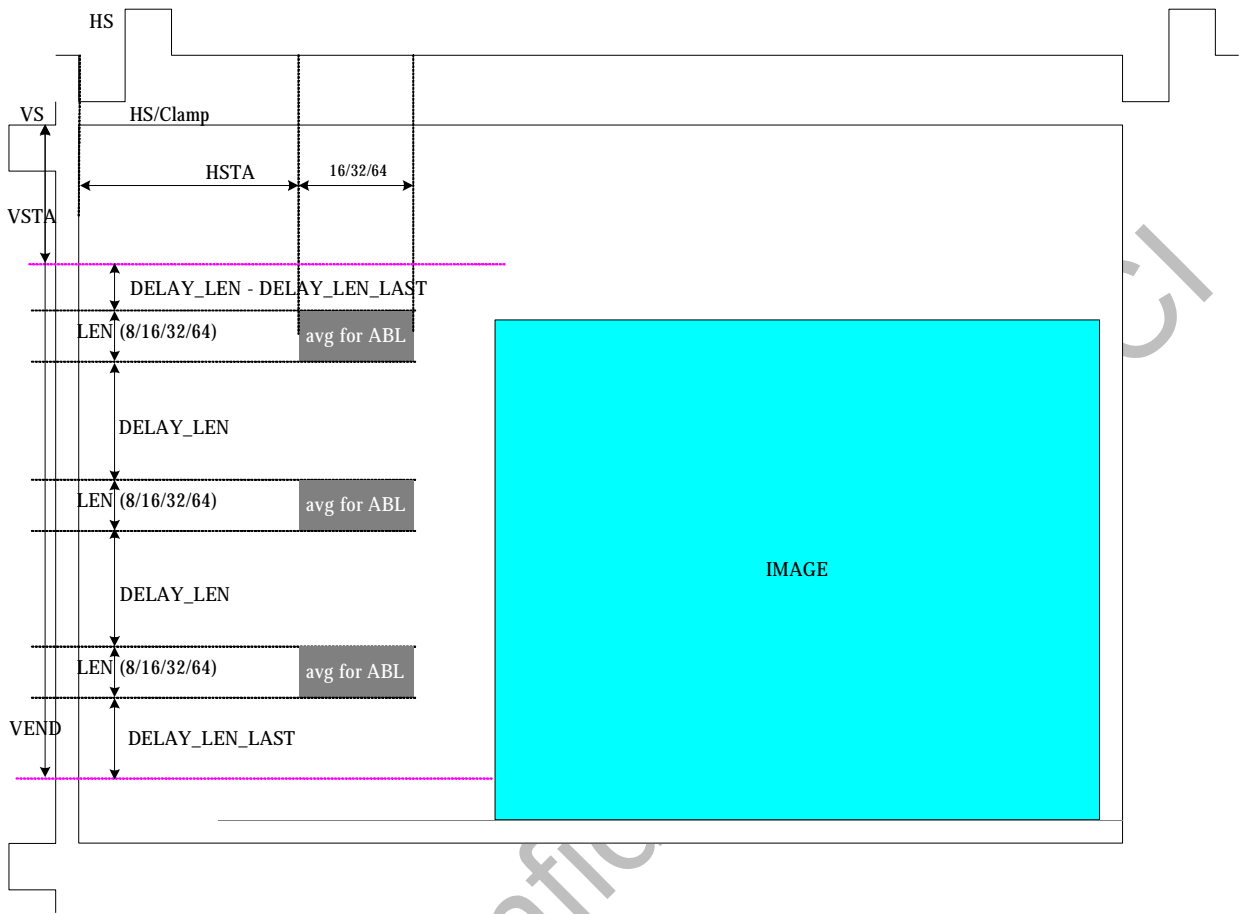 HS
VS
HS/Clamp
HSTA
16/32/64
VSTA
DELAY_LEN - DELAY_LEN_LAST
LEN (8/16/32/64)
avg for ABL
DELAY_LEN
LEN (8/16/32/64)
avg for ABL
IMAGE
DELAY_LEN
LEN (8/16/32/64)
avg for ABL
VEND
DELAY_LEN_LAST